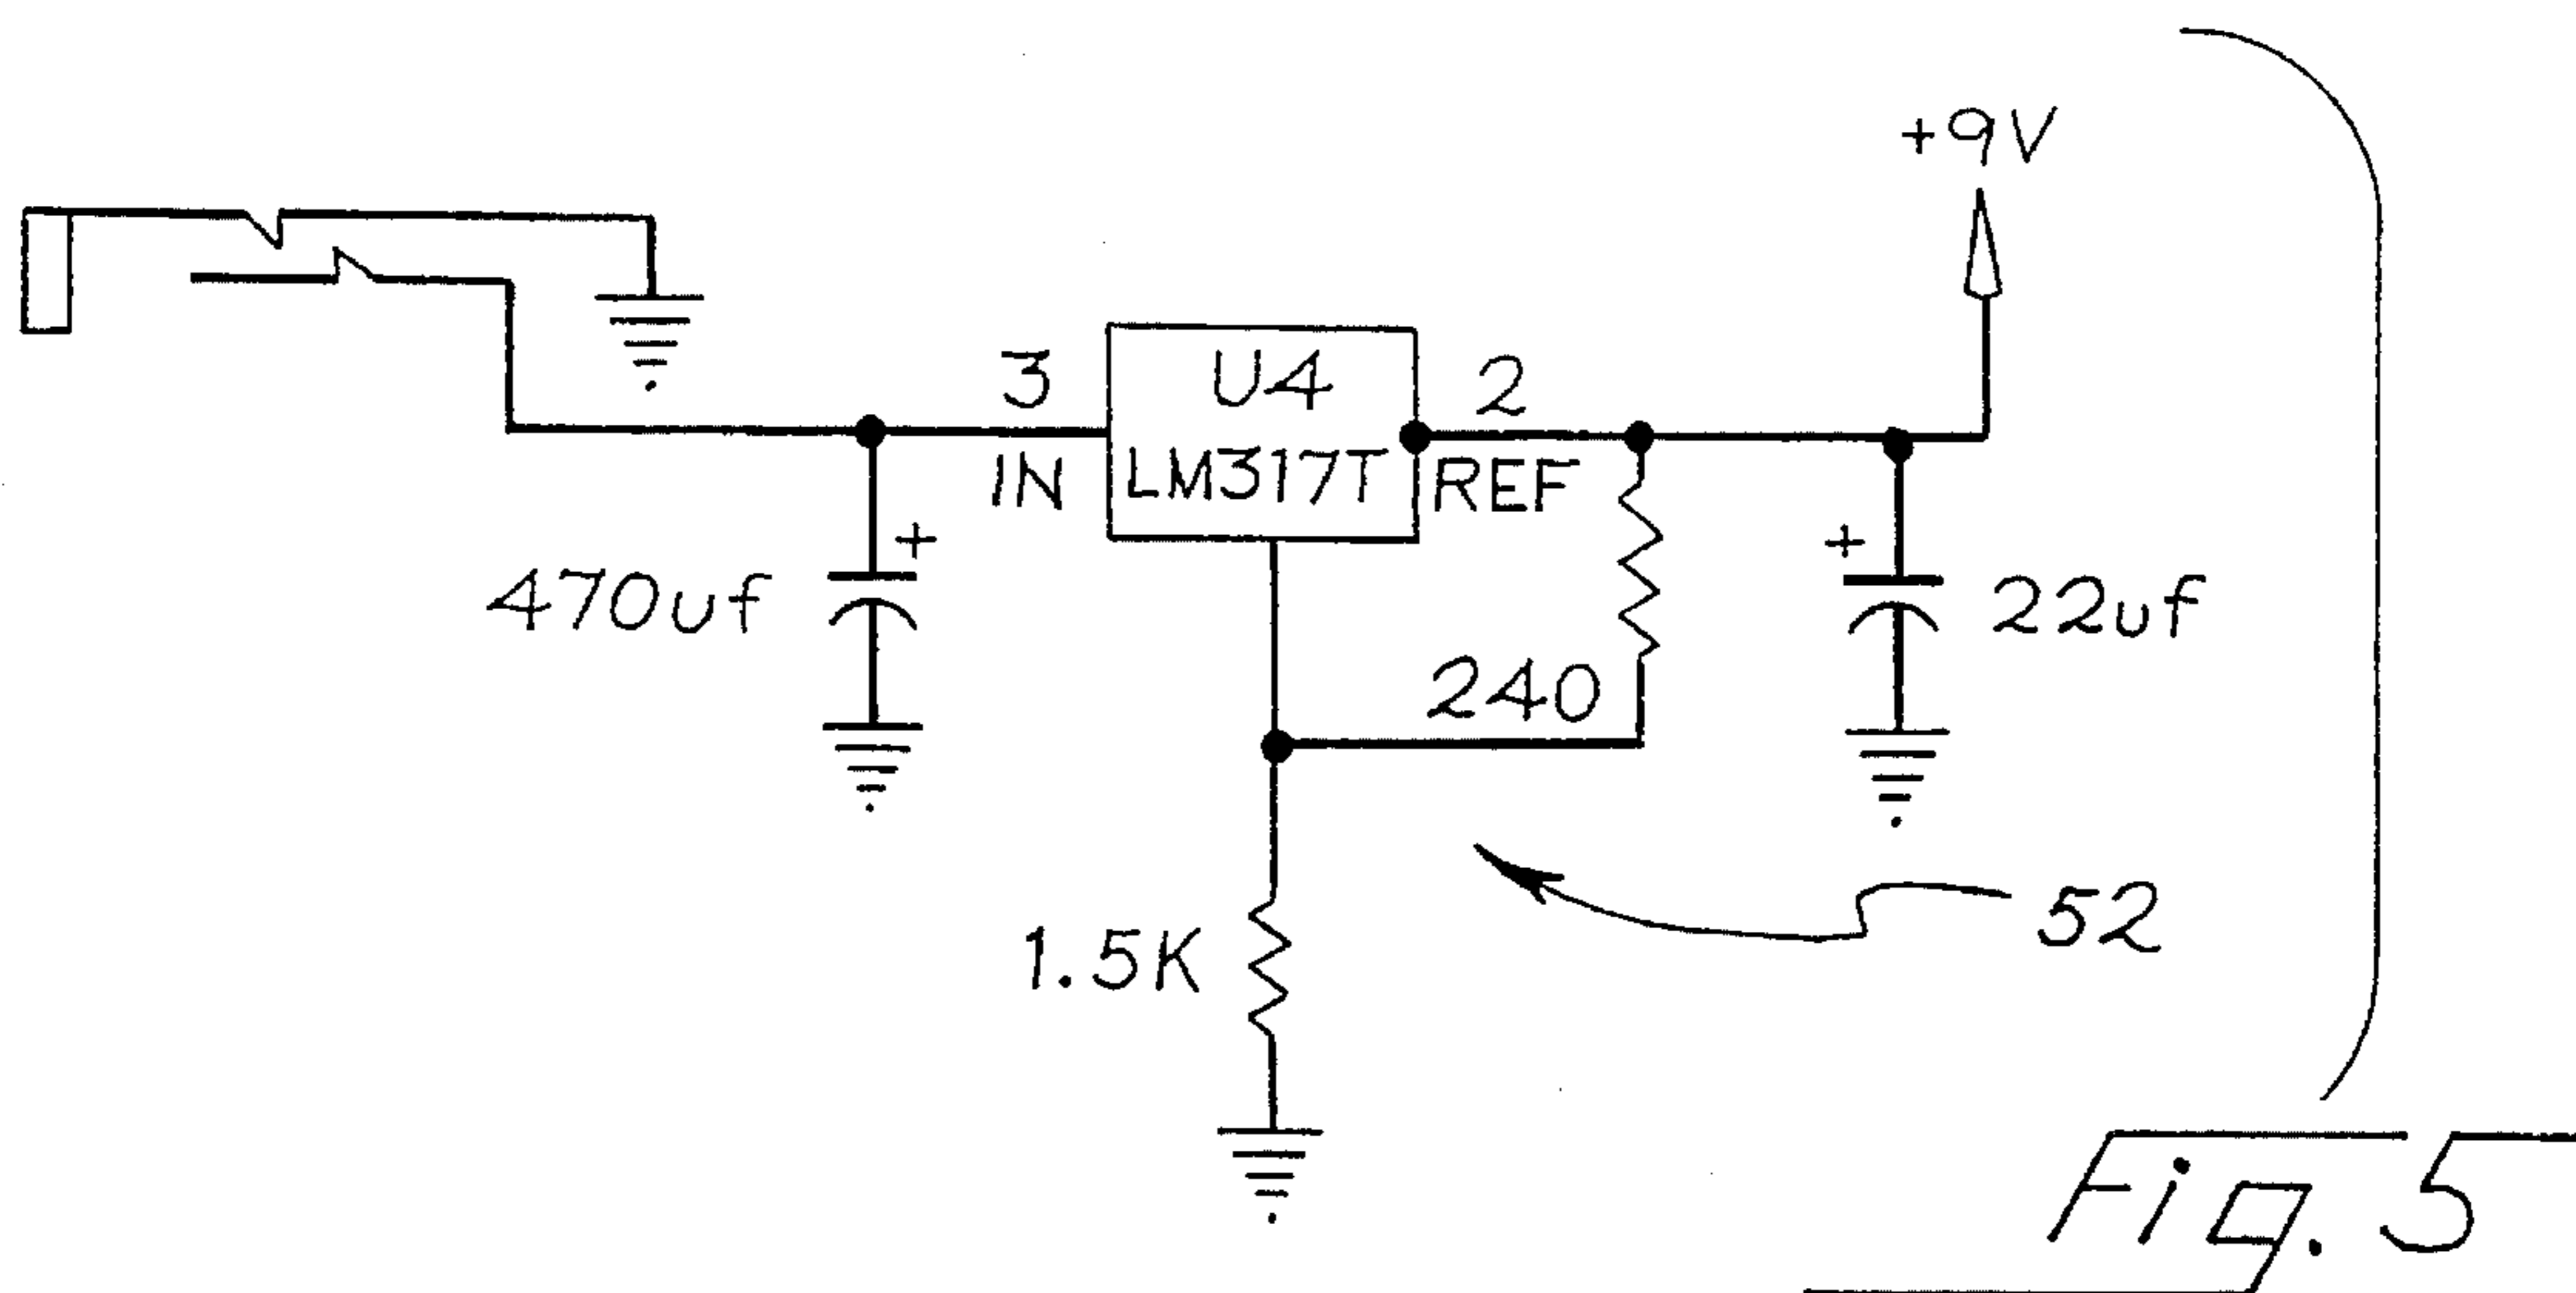 +9V
3
U4
2
IN
LM317T
REF
+
+
470uf
22uf
240
52
1.5K
Fig. 5